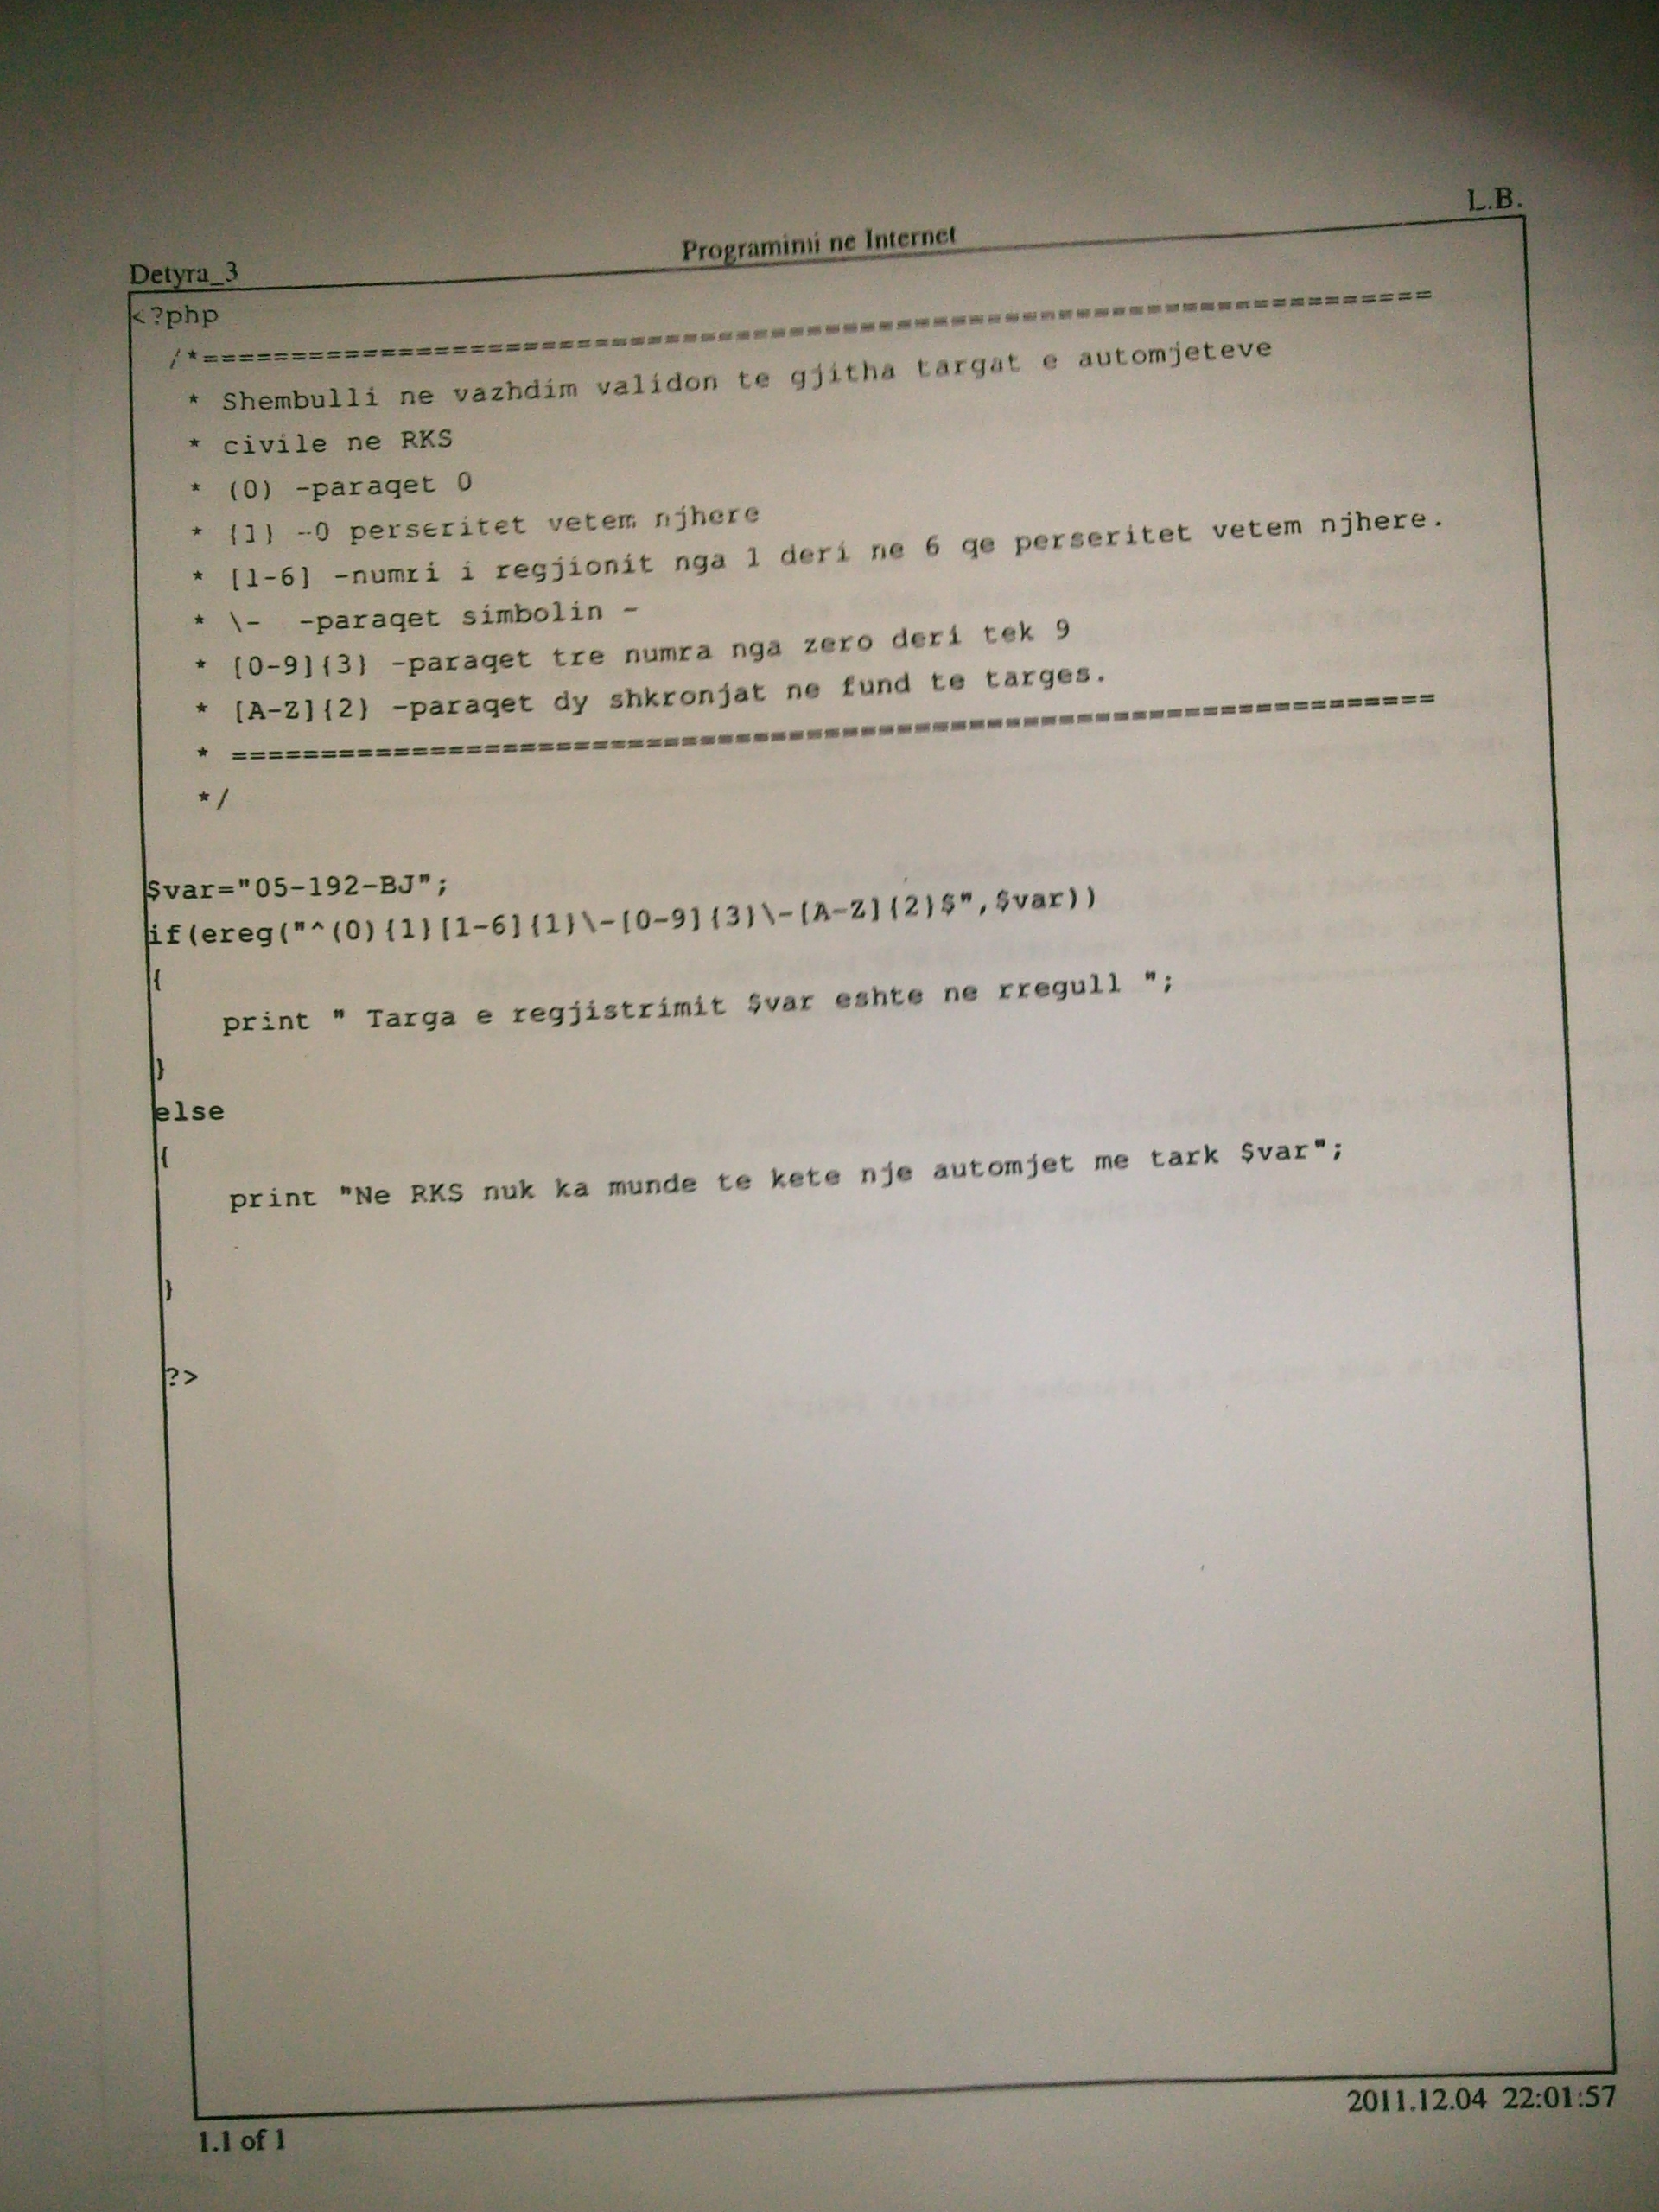 L.B.
Programimi ne Internet
Detyra_3
<?php
/*====================================================================
* Shembulli ne vazhdim validon te gjitha targat e automjeteve
* civile ne RKS
* (0) -paraqet 0
* {1} -0 perseritet vetem njhere
* [1-6] -numri i regjionit nga 1 deri ne 6 qe perseritet vetem njhere.
* \-  -paraqet simbolin -
* [0-9]{3} -paraqet tre numra nga zero deri tek 9
* [A-Z]{2} -paraqet dy shkronjat ne fund te targes.
* ===================================================================
*/
$var="05-192-BJ";
if(ereg("^(0){1}[1-6]{1}\-[0-9]{3}\-[A-Z]{2}$",$var))
{
print " Targa e regjistrimit $var eshte ne rregull ";
}
else
{
print "Ne RKS nuk ka munde te kete nje automjet me tark $var";
}
?>
2011.12.04 22:01:57
1.1 of 1